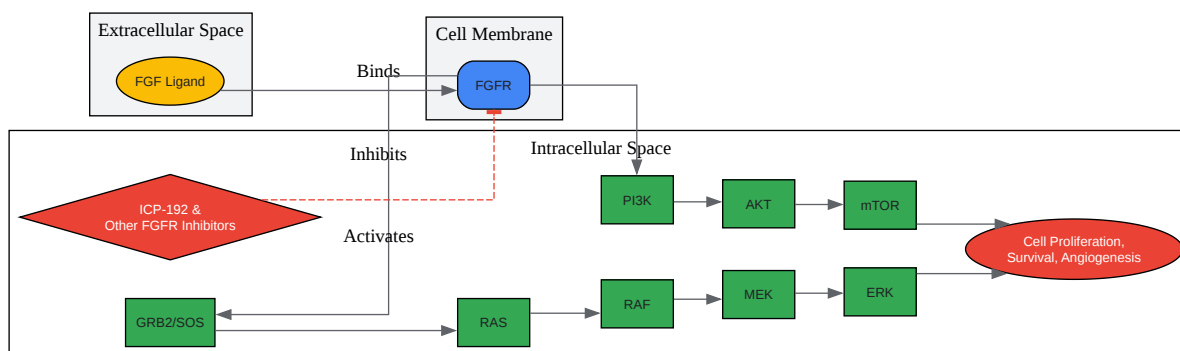 Extracellular Space
Cell Membrane
FGF Ligand
Binds
FGFR
Inhibits
Intracellular Space
ICP-192 &
Other FGFR Inhibitors
PI3K
AKT
mTOR
Activates
Cell Proliferation,
Survival, Angiogenesis
GRB2/SOS
RAS
RAF
MEK
ERK